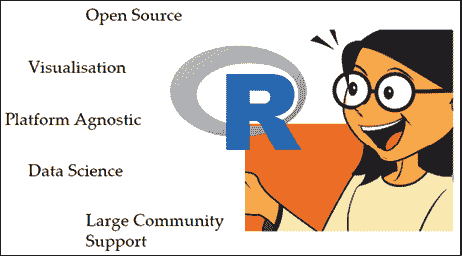 Open Source
Visualisation
R
Platform Agnostic
Data Science
Large Community
Support